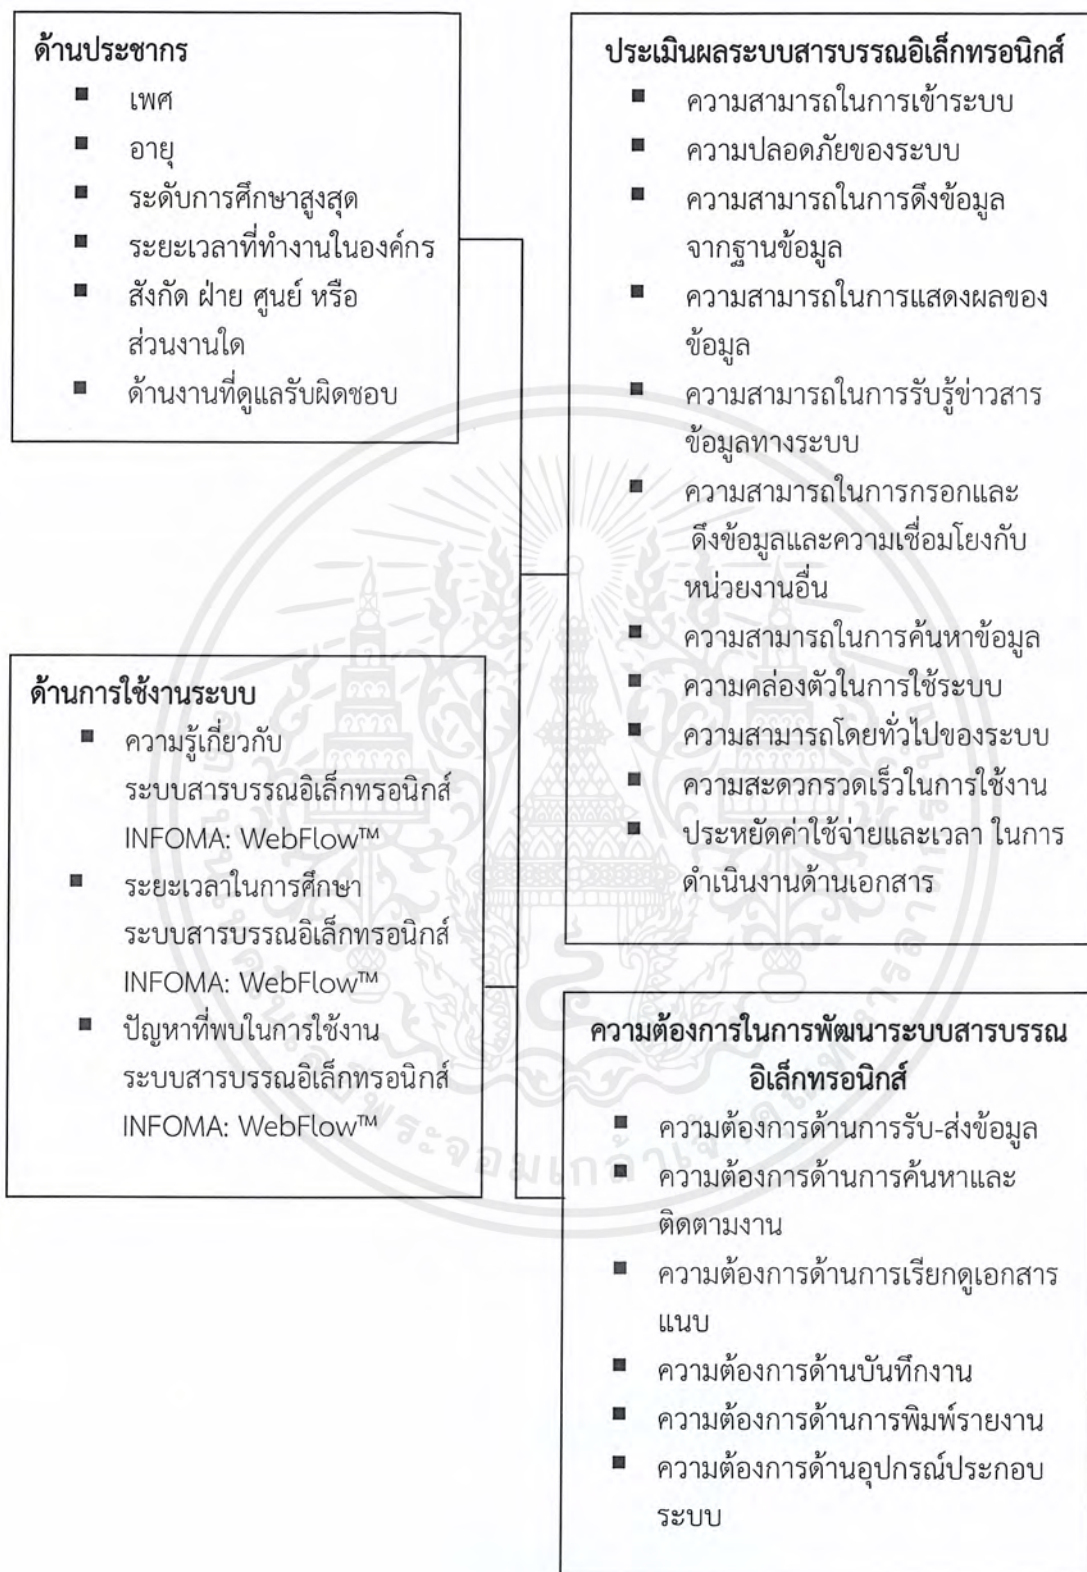 ด้านประชากร
เพศ
อายุ
ระดับการศึกษาสูงสุด
ระยะเวลาที่ทำงานในองค์กร
สังกัด ฝ่าย ศูนย์ หรือ
ส่วนงานใด
ด้านงานที่ดูแลรับผิดชอบ
ด้านการใช้งานระบบ
ความรู้เกี่ยวกับ
ระบบสารบรรณอิเล็กทรอนิกส์
INFOMA: WebFlow™
ระยะเวลาในการศึกษา
ระบบสารบรรณอิเล็กทรอนิกส์
INFOMA: WebFlow™
ปัญหาที่พบในการใช้งาน
ระบบสารบรรณอิเล็กทรอนิกส์
INFOMA: WebFlow™
ประเมินผลระบบสารบรรณอิเล็กทรอนิกส์
ความสามารถในการเข้าระบบ
ความปลอดภัยของระบบ
ความสามารถในการดึงข้อมูล
จากฐานข้อมูล
ความสามารถในการแสดงผลของ
ข้อมูล
ความสามารถในการรับรู้ข่าวสาร
ข้อมูลทางระบบ
ความสามารถในการกรอกและ
ดึงข้อมูลและความเชื่อมโยงกับ
หน่วยงานอื่น
ความสามารถในการค้นหาข้อมูล
ความคล่องตัวในการใช้ระบบ
ความสามารถโดยทั่วไปของระบบ
ความสะดวกรวดเร็วในการใช้งาน
ประหยัดค่าใช้จ่ายและเวลา ในการ
ดำเนินงานด้านเอกสาร
ความต้องการในการพัฒนาระบบสารบรรณ
อิเล็กทรอนิกส์
ความต้องการด้านการรับ-ส่งข้อมูล
ความต้องการด้านการค้นหาและ
ติดตามงาน
ความต้องการด้านการเรียกดูเอกสาร
แนบ
ความต้องการด้านบันทึกงาน
ความต้องการด้านการพิมพ์รายงาน
ความต้องการด้านอุปกรณ์ประกอบ
ระบบ